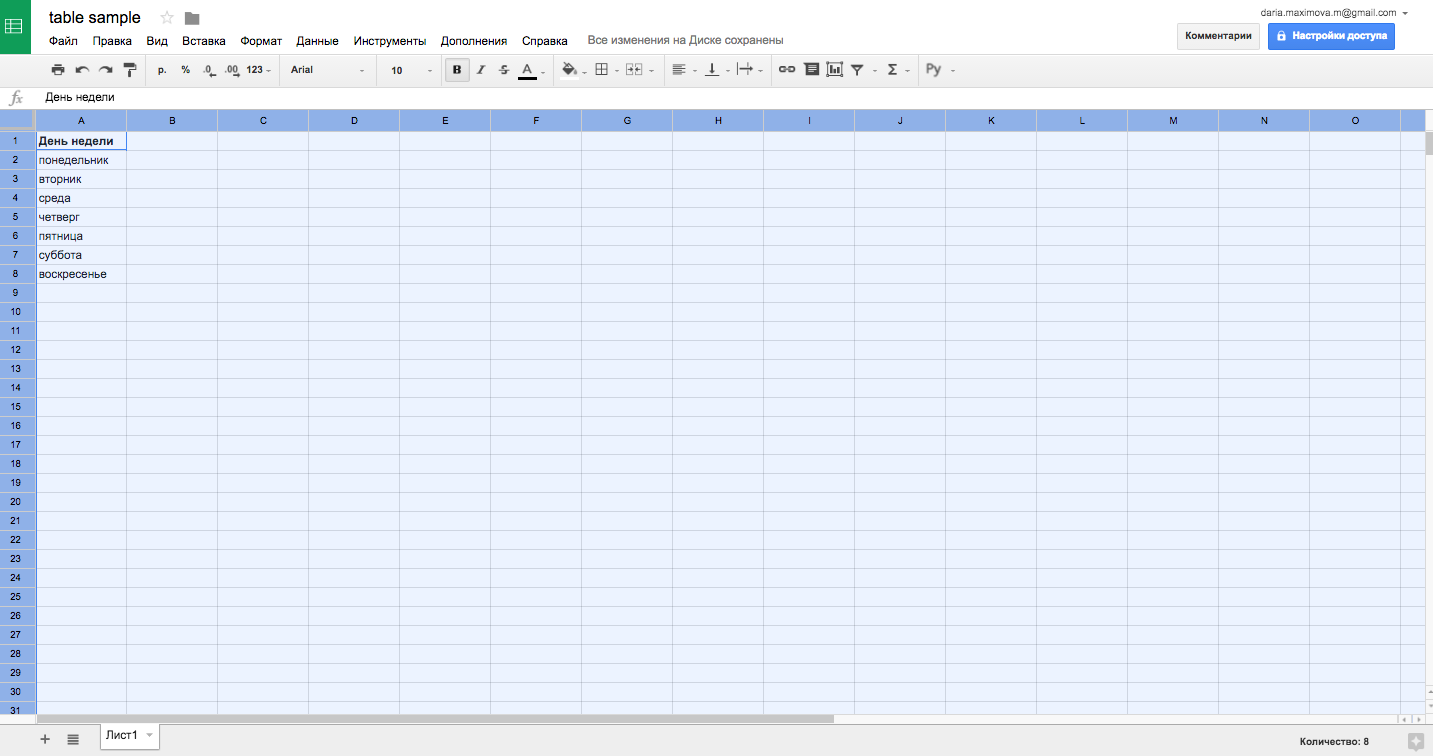 table sample
daria.maximova.m@gmail.com
Файл Правка Вид Вставка Формат Данные Инструменты Дополнения Справка Все изменения на Диске сохранены
Комментарии Настройки доступа
р. % .0 .00 123 Arial 10 B I S A Σ Ру
fx День недели
A B C D E F G H I J K L M N O
1 День недели
2 понедельник
3 вторник
4 среда
5 четверг
6 пятница
7 суббота
8 воскресенье
9
10
11
12
13
14
15
16
17
18
19
20
21
22
23
24
25
26
27
28
29
30
31
+ Лист1 Количество: 8